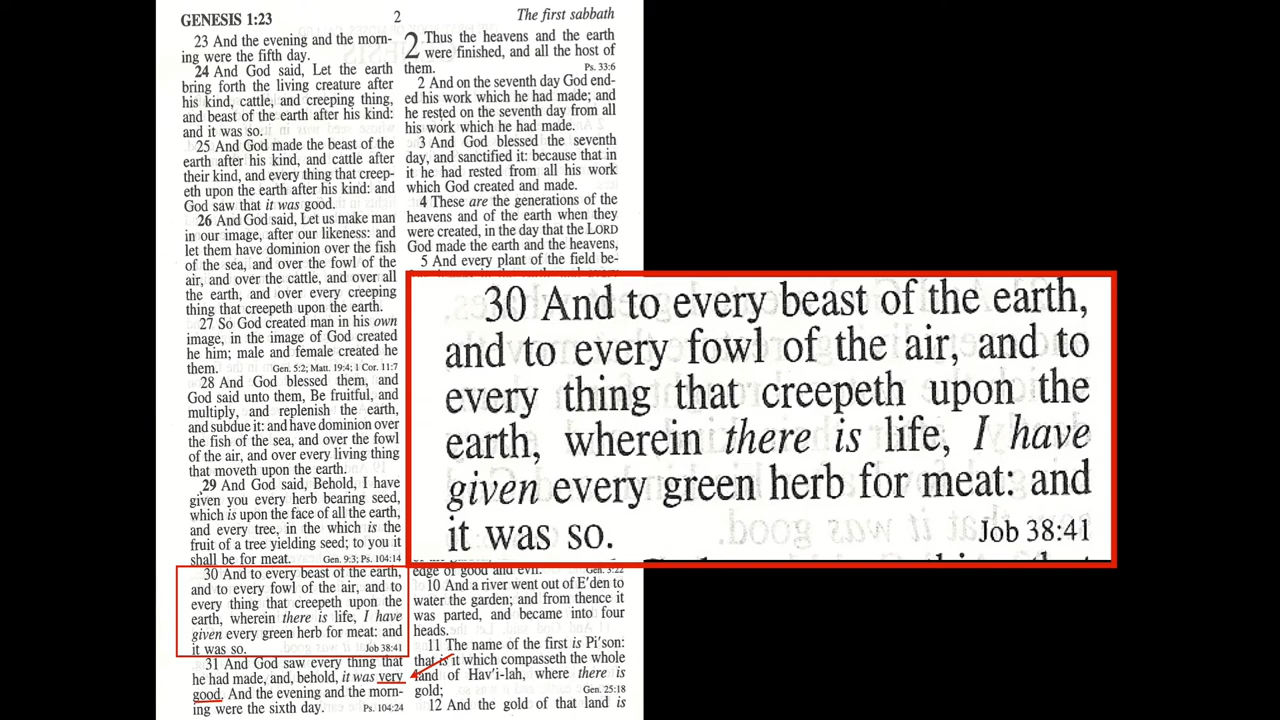 GENESIS 1:23
2
The first sabbath
23 And the evening and the morn-
ing were the fifth day.
24 And God said, Let the earth
bring forth the living creature after
his kind, cattle, and creeping thing,
and beast of the earth after his kind:
and it was so.
25 And God made the beast of the
earth after his kind, and cattle after
their kind, and every thing that creep-
eth upon the earth after his kind: and
God saw that it was good.
26 And God said, Let us make man
in our image, after our likeness: and
let them have dominion over the fish
of the sea, and over the fowl of the
air, and over the cattle, and over all
the earth, and over every creeping
thing that creepeth upon the earth.
27 So God created man in his own
image, in the image of God created
he him; male and female created he
them. Gen. 5:2; Matt. 19:4; 1 Cor. 11:7
28 And God blessed them, and
God said unto them, Be fruitful, and
multiply, and replenish the earth,
and subdue it: and have dominion over
the fish of the sea, and over the fowl
of the air, and over every living thing
that moveth upon the earth.
29 And God said, Behold, I have
given you every herb bearing seed,
which is upon the face of all the earth,
and every tree, in the which is the
fruit of a tree yielding seed; to you it
shall be for meat. Gen. 9:3; Ps. 104:14
30 And to every beast of the earth,
and to every fowl of the air, and to
every thing that creepeth upon the
earth, wherein there is life, I have
given every green herb for meat: and
it was so. Job 38:41
31 And God saw every thing that
he had made, and, behold, it was very
good. And the evening and the morn-
ing were the sixth day. Ps. 104:24
2 Thus the heavens and the earth
were finished, and all the host of
them. Ps. 33:6
2 And on the seventh day God end-
ed his work which he had made; and
he rested on the seventh day from all
his work which he had made.
3 And God blessed the seventh
day, and sanctified it: because that in
it he had rested from all his work
which God created and made.
4 These are the generations of the
heavens and of the earth when they
were created, in the day that the LORD
God made the earth and the heavens,
5 And every plant of the field be-
30 And to every beast of the earth,
and to every fowl of the air, and to
every thing that creepeth upon the
earth, wherein there is life, I have
given every green herb for meat: and
it was so. Job 38:41
edge of good and evil. Gen. 3:22
10 And a river went out of E'den to
water the garden; and from thence it
was parted, and became into four
heads.
11 The name of the first is Pi'son:
that is it which compasseth the whole
land of Hav'i-lah, where there is
gold; Gen. 25:18
12 And the gold of that land is